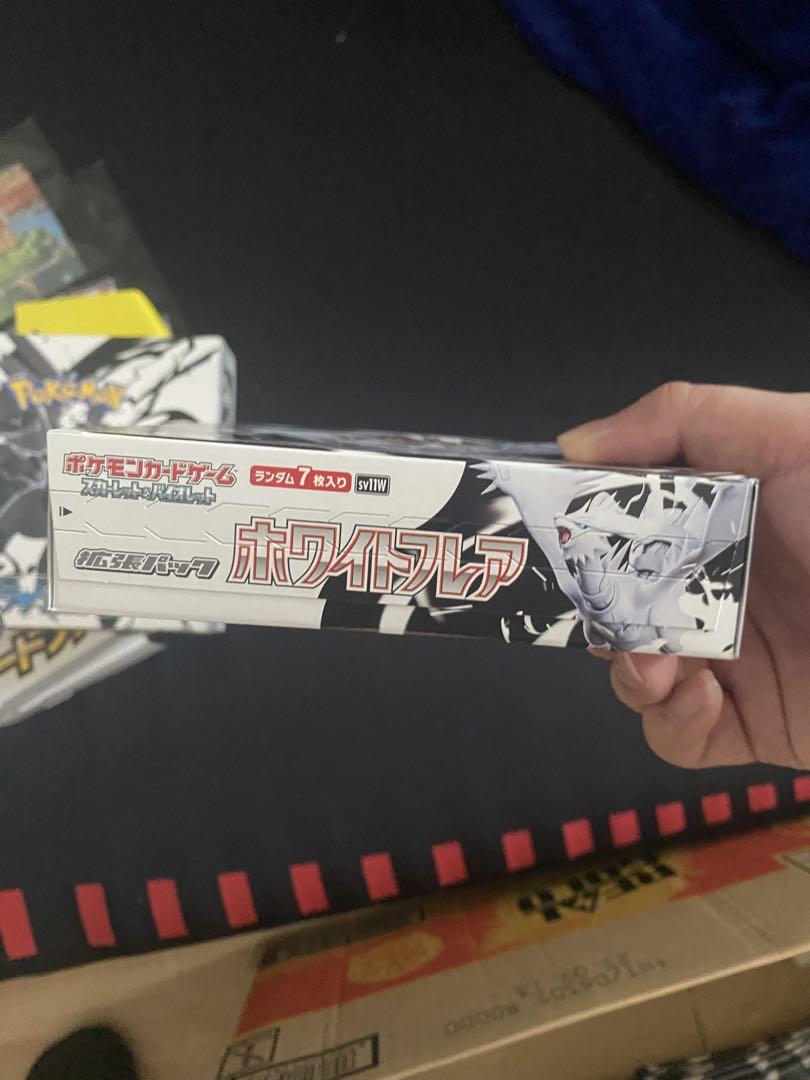 POKÉMON
ポケモンカードゲーム
スカーレット&バイオレット
ランダム7枚入り
sv11W
拡張パック
ホワイトフレア